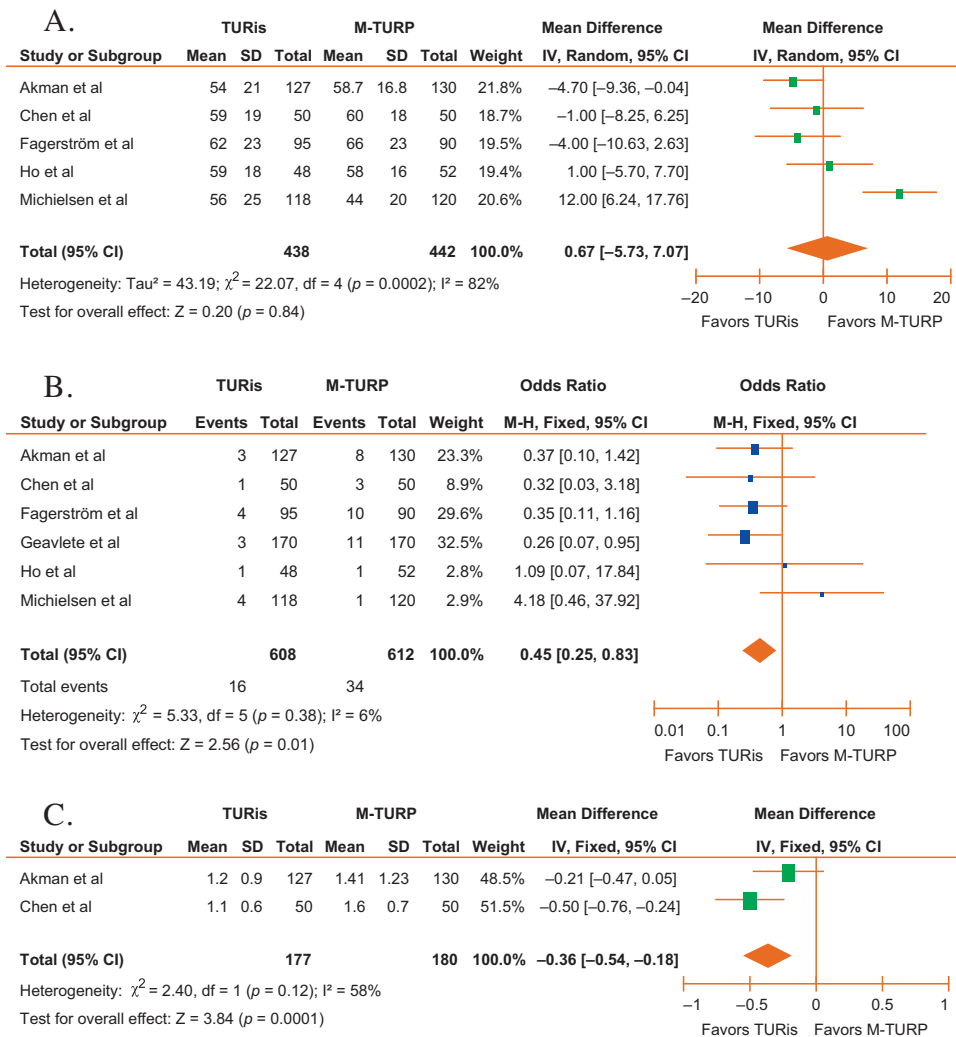 A.
TURis M-TURP Mean Difference Mean Difference
Study or Subgroup Mean SD Total Mean SD Total Weight IV, Random, 95% CI IV, Random, 95% CI
Akman et al 54 21 127 58.7 16.8 130 21.8% −4.70 [−9.36, −0.04]
Chen et al 59 19 50 60 18 50 18.7% −1.00 [−8.25, 6.25]
Fagerström et al 62 23 95 66 23 90 19.5% −4.00 [−10.63, 2.63]
Ho et al 59 18 48 58 16 52 19.4% 1.00 [−5.70, 7.70]
Michielsen et al 56 25 118 44 20 120 20.6% 12.00 [6.24, 17.76]
Total (95% CI) 438 442 100.0% 0.67 [−5.73, 7.07]
Heterogeneity: Tau² = 43.19; χ² = 22.07, df = 4 (p = 0.0002); I² = 82%
Test for overall effect: Z = 0.20 (p = 0.84)
−20 −10 0 10 20
Favors TURis Favors M-TURP
B.
TURis M-TURP Odds Ratio Odds Ratio
Study or Subgroup Events Total Events Total Weight M-H, Fixed, 95% CI M-H, Fixed, 95% CI
Akman et al 3 127 8 130 23.3% 0.37 [0.10, 1.42]
Chen et al 1 50 3 50 8.9% 0.32 [0.03, 3.18]
Fagerström et al 4 95 10 90 29.6% 0.35 [0.11, 1.16]
Geavlete et al 3 170 11 170 32.5% 0.26 [0.07, 0.95]
Ho et al 1 48 1 52 2.8% 1.09 [0.07, 17.84]
Michielsen et al 4 118 1 120 2.9% 4.18 [0.46, 37.92]
Total (95% CI) 608 612 100.0% 0.45 [0.25, 0.83]
Total events 16 34
Heterogeneity: χ² = 5.33, df = 5 (p = 0.38); I² = 6%
Test for overall effect: Z = 2.56 (p = 0.01)
0.01 0.1 1 10 100
Favors TURis Favors M-TURP
C.
TURis M-TURP Mean Difference Mean Difference
Study or Subgroup Mean SD Total Mean SD Total Weight IV, Fixed, 95% CI IV, Fixed, 95% CI
Akman et al 1.2 0.9 127 1.41 1.23 130 48.5% −0.21 [−0.47, 0.05]
Chen et al 1.1 0.6 50 1.6 0.7 50 51.5% −0.50 [−0.76, −0.24]
Total (95% CI) 177 180 100.0% −0.36 [−0.54, −0.18]
Heterogeneity: χ² = 2.40, df = 1 (p = 0.12); I² = 58%
Test for overall effect: Z = 3.84 (p = 0.0001)
−1 −0.5 0 0.5 1
Favors TURis Favors M-TURP